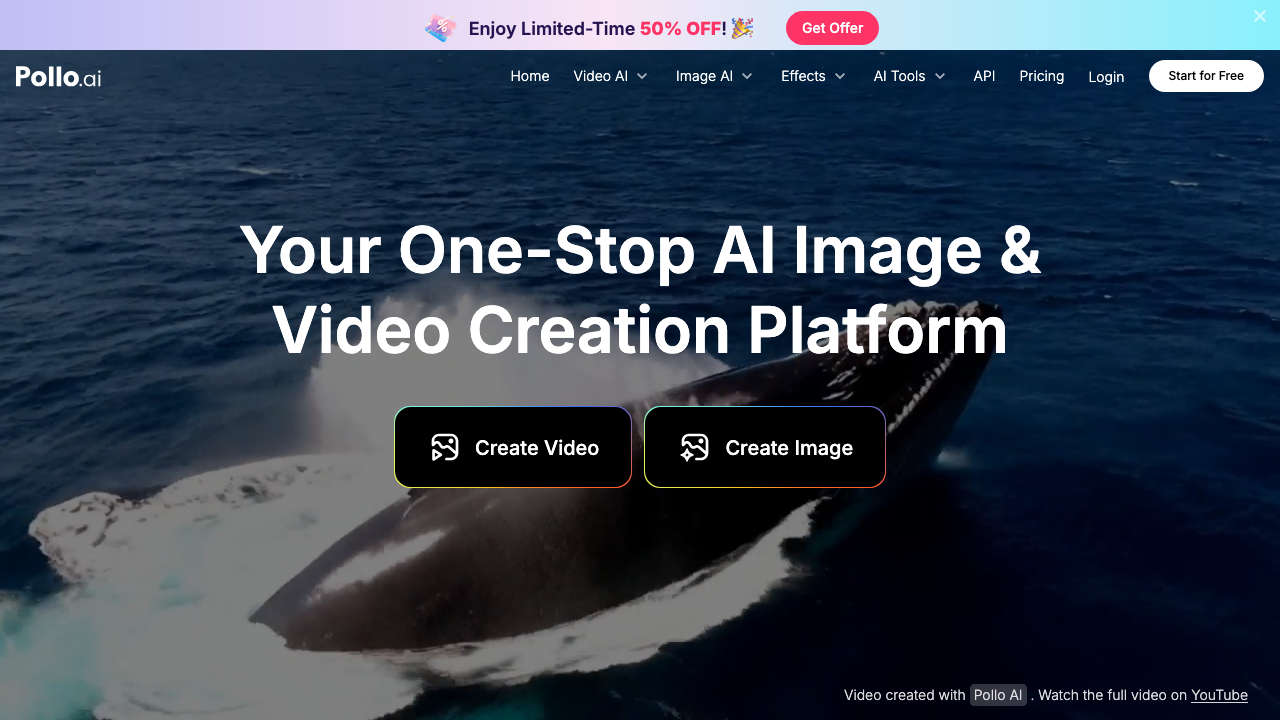 Enjoy Limited-Time 50% OFF!
Get Offer
Pollo.ai
Home
Video AI
Image AI
Effects
AI Tools
API
Pricing
Login
Start for Free
Your One-Stop AI Image &
Video Creation Platform
Create Video
Create Image
Video created with Pollo AI . Watch the full video on YouTube